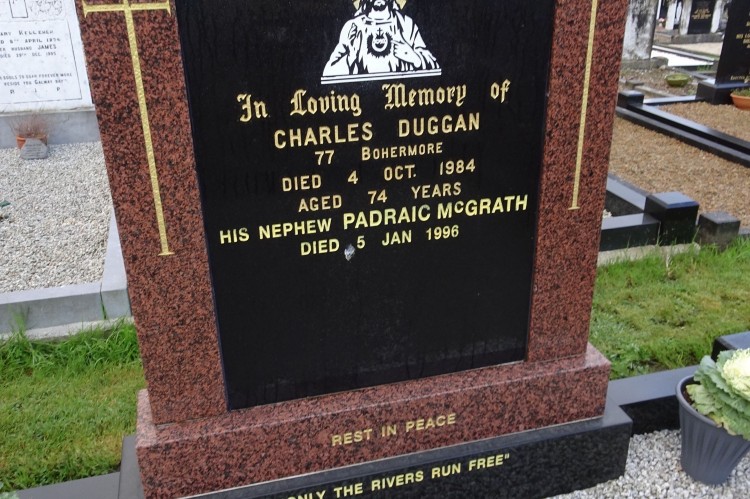 In Loving Memory of
CHARLES DUGGAN
77 BOHERMORE
DIED 4 OCT. 1984
AGED 74 YEARS
HIS NEPHEW PADRAIC McGRATH
DIED 5 JAN 1996
REST IN PEACE
ONLY THE RIVERS RUN FREE"
JAMES
R I P